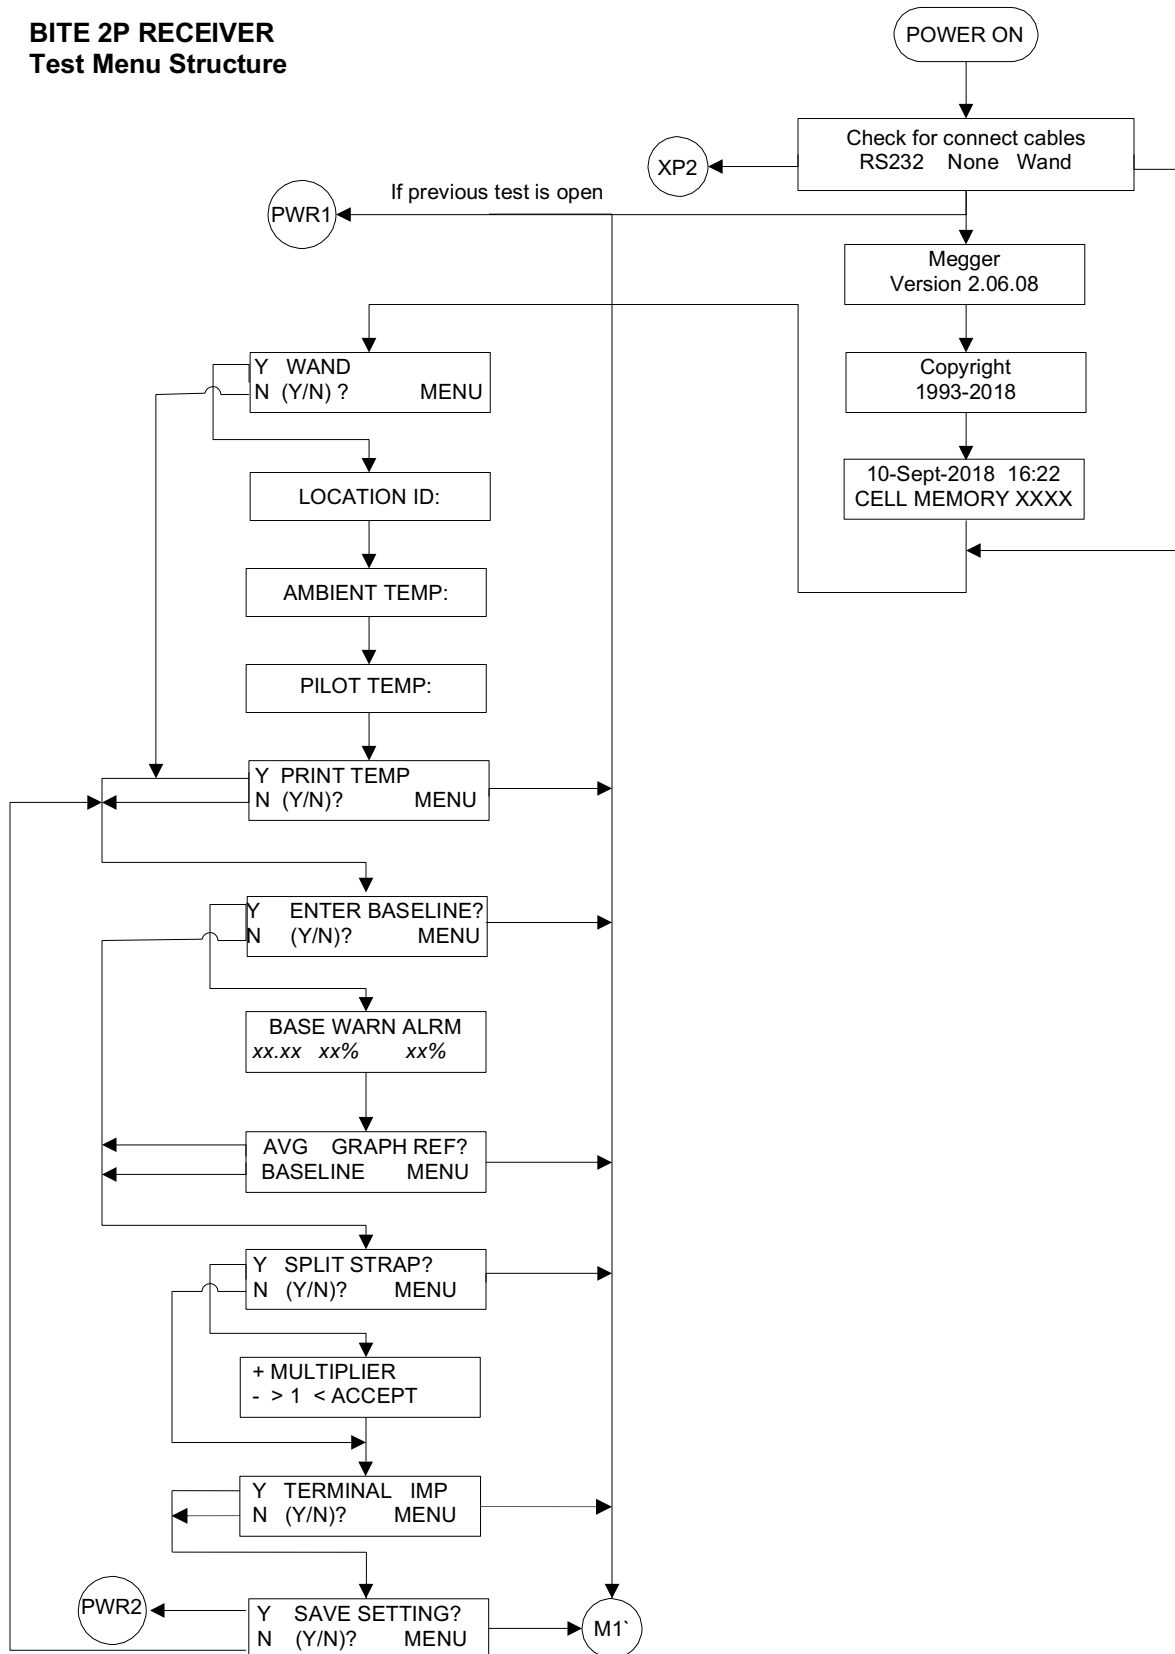 BITE 2P RECEIVER
Test Menu Structure
POWER ON
Check for connect cables
RS232 None Wand
XP2
If previous test is open
PWR1
Megger
Version 2.06.08
Copyright
1993-2018
10-Sept-2018 16:22
CELL MEMORY XXXX
Y WAND
N (Y/N) ? MENU
LOCATION ID:
AMBIENT TEMP:
PILOT TEMP:
Y PRINT TEMP
N (Y/N)? MENU
Y ENTER BASELINE?
N (Y/N)? MENU
BASE WARN ALRM
xx.xx xx% xx%
AVG GRAPH REF?
BASELINE MENU
Y SPLIT STRAP?
N (Y/N)? MENU
+ MULTIPLIER
- > 1 < ACCEPT
Y TERMINAL IMP
N (Y/N)? MENU
PWR2
Y SAVE SETTING?
N (Y/N)? MENU
M1`